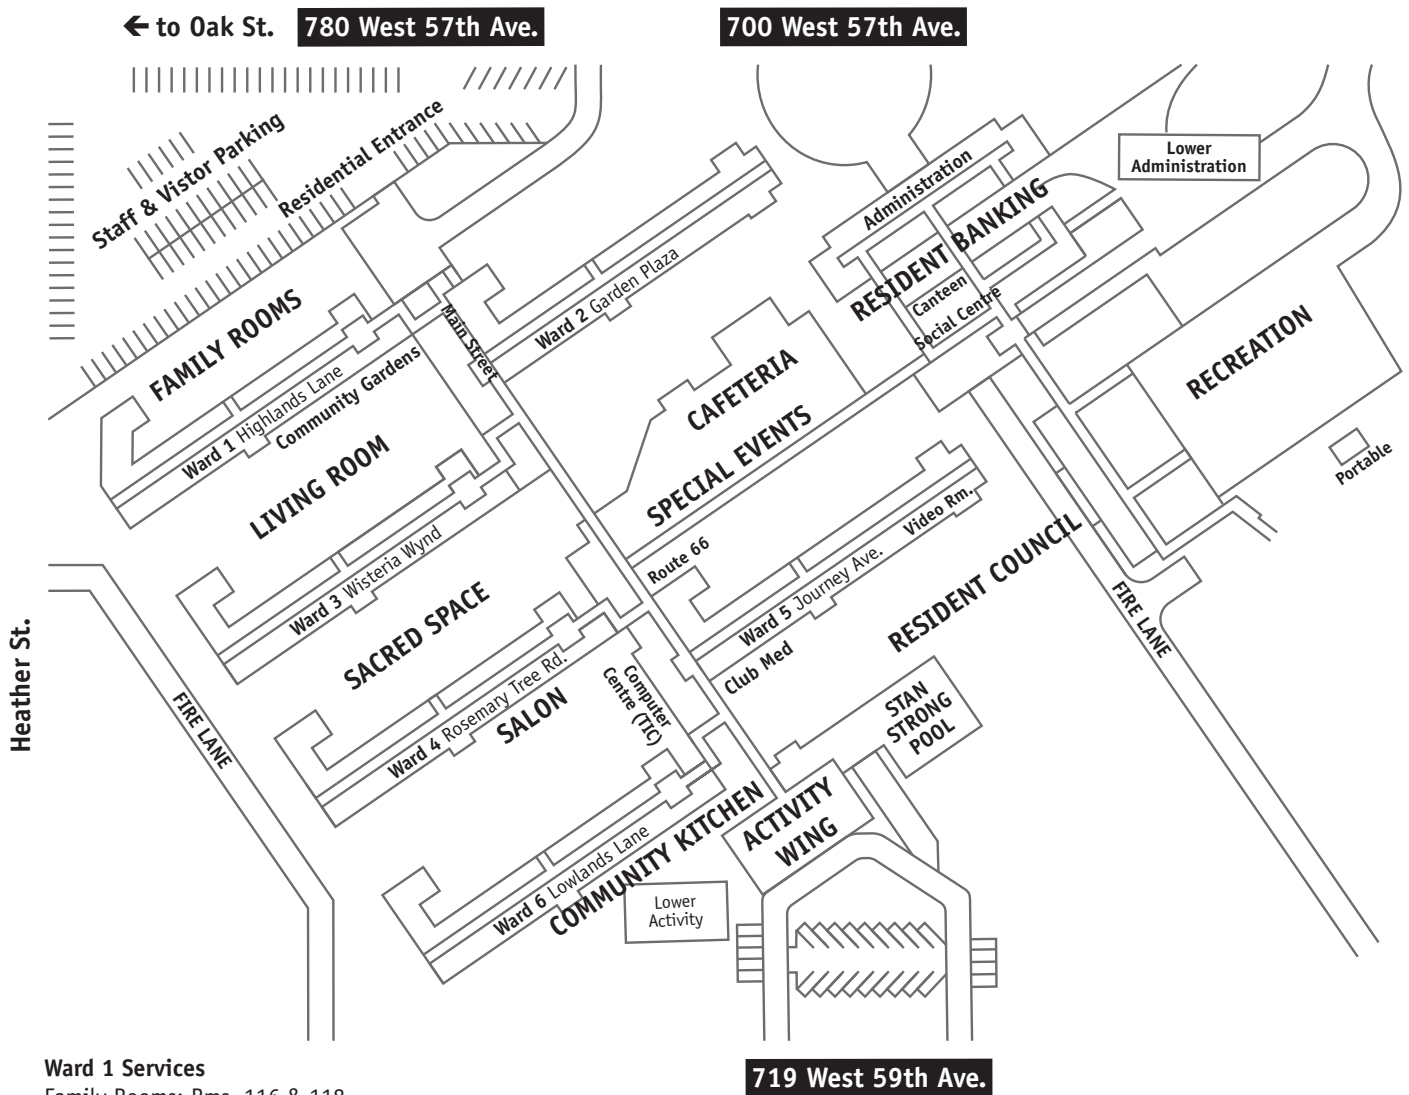 ← to Oak St.
780 West 57th Ave.
700 West 57th Ave.
Staff & Vistor Parking
Residential Entrance
Lower
Administration
Administration
RESIDENT BANKING
Canteen
Social Centre
Main Street
Ward 2 Garden Plaza
FAMILY ROOMS
Ward 1 Highlands Lane
Community Gardens
LIVING ROOM
CAFETERIA
SPECIAL EVENTS
RECREATION
Portable
Ward 3 Wisteria Wynd
Route 66
Video Rm.
Ward 5 Journey Ave.
Club Med
RESIDENT COUNCIL
FIRE LANE
SACRED SPACE
Ward 4 Rosemary Tree Rd.
SALON
Computer
Centre (TIC)
STAN
STRONG
POOL
Heather St.
FIRE LANE
ACTIVITY
WING
COMMUNITY KITCHEN
Ward 6 Lowlands Lane
Lower
Activity
719 West 59th Ave.
Ward 1 Services
Family Rooms: Rms. 116 & 118